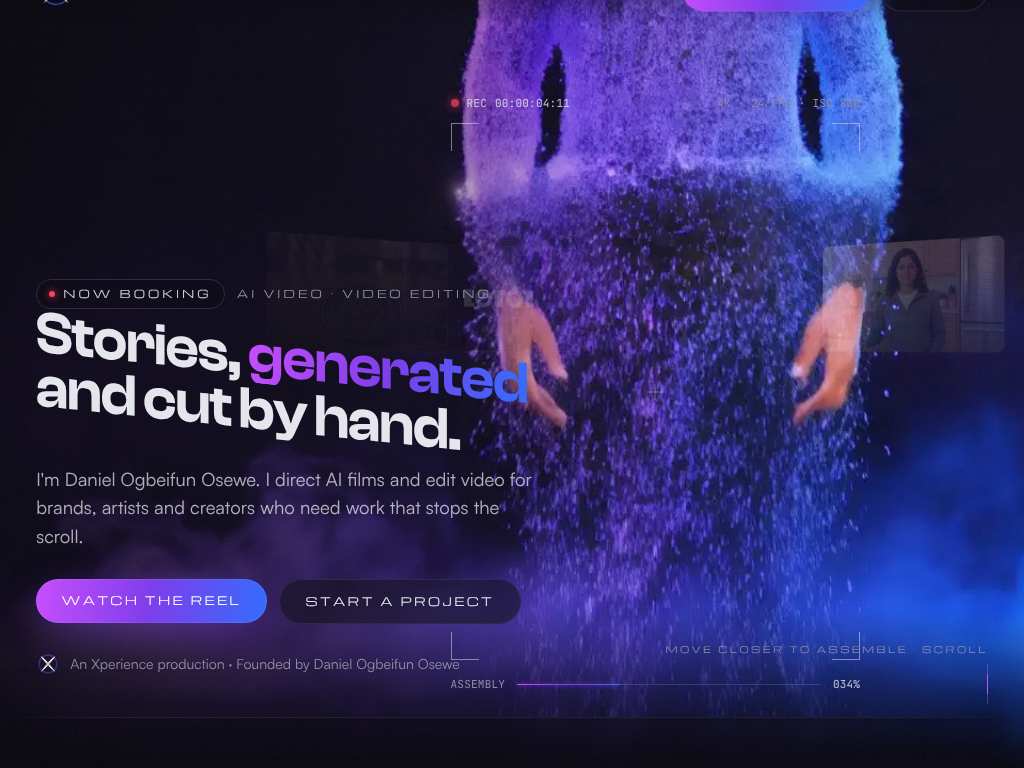 REC 00:00:04:11
NOW BOOKING
AI VIDEO · VIDEO EDITING
Stories, generated
and cut by hand.
I'm Daniel Ogbeifun Osewe. I direct AI films and edit video for
brands, artists and creators who need work that stops the
scroll.
WATCH THE REEL
START A PROJECT
MOVE CLOSER TO ASSEMBLE SCROLL
An Xperience production · Founded by Daniel Ogbeifun Osewe
ASSEMBLY
034%